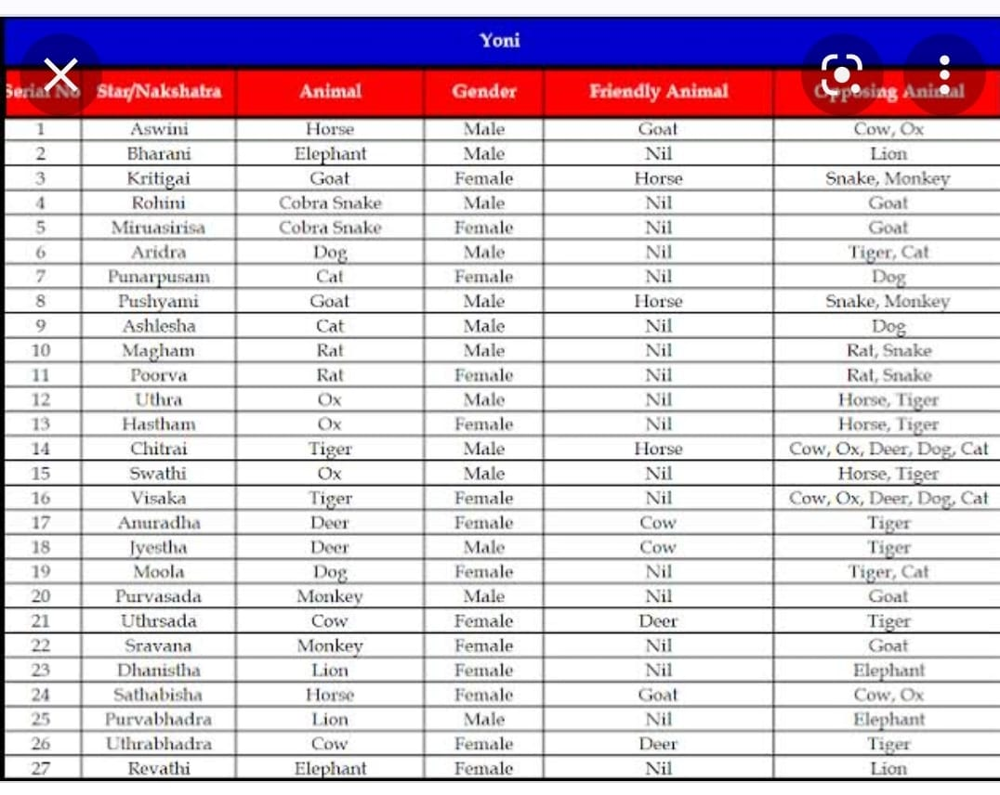 Yoni
Serial No Star/Nakshatra Animal Gender Friendly Animal Opposing Animal
1 Aswini Horse Male Goat Cow, Ox
2 Bharani Elephant Male Nil Lion
3 Kritigai Goat Female Horse Snake, Monkey
4 Rohini Cobra Snake Male Nil Goat
5 Miruasirisa Cobra Snake Female Nil Goat
6 Aridra Dog Male Nil Tiger, Cat
7 Punarpusam Cat Female Nil Dog
8 Pushyami Goat Male Horse Snake, Monkey
9 Ashlesha Cat Male Nil Dog
10 Magham Rat Male Nil Rat, Snake
11 Poorva Rat Female Nil Rat, Snake
12 Uthra Ox Male Nil Horse, Tiger
13 Hastham Ox Female Nil Horse, Tiger
14 Chitrai Tiger Male Horse Cow, Ox, Deer, Dog, Cat
15 Swathi Ox Male Nil Horse, Tiger
16 Visaka Tiger Female Nil Cow, Ox, Deer, Dog, Cat
17 Anuradha Deer Female Cow Tiger
18 Jyestha Deer Male Cow Tiger
19 Moola Dog Female Nil Tiger, Cat
20 Purvasada Monkey Male Nil Goat
21 Uthrsada Cow Female Deer Tiger
22 Sravana Monkey Female Nil Goat
23 Dhanistha Lion Female Nil Elephant
24 Sathabisha Horse Female Goat Cow, Ox
25 Purvabhadra Lion Male Nil Elephant
26 Uthrabhadra Cow Female Deer Tiger
27 Revathi Elephant Female Nil Lion